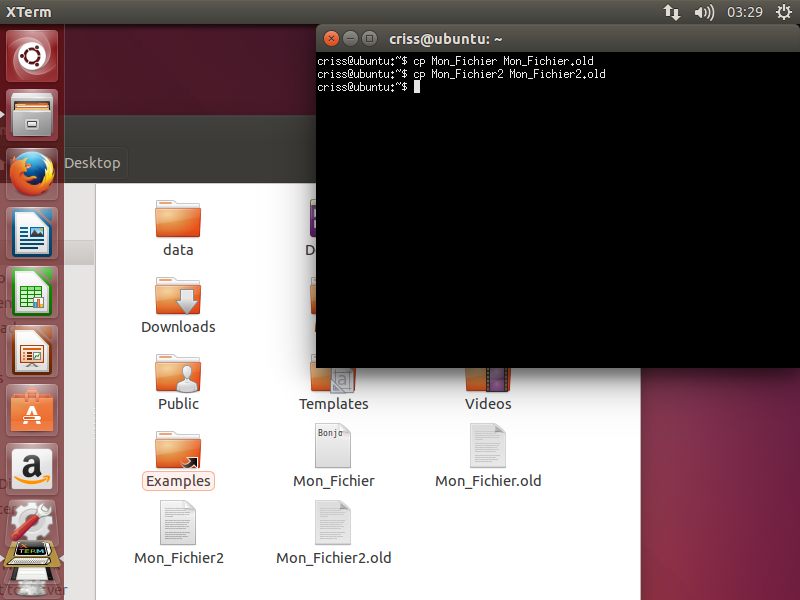 XTerm
03:29
criss@ubuntu: ~
criss@ubuntu:~$ cp Mon_Fichier Mon_Fichier.old
criss@ubuntu:~$ cp Mon_Fichier2 Mon_Fichier2.old
criss@ubuntu:~$
Desktop
data
Downloads
Public
Templates
Videos
Bonjo
Examples
Mon_Fichier
Mon_Fichier.old
Mon_Fichier2
Mon_Fichier2.old
a
X TERM